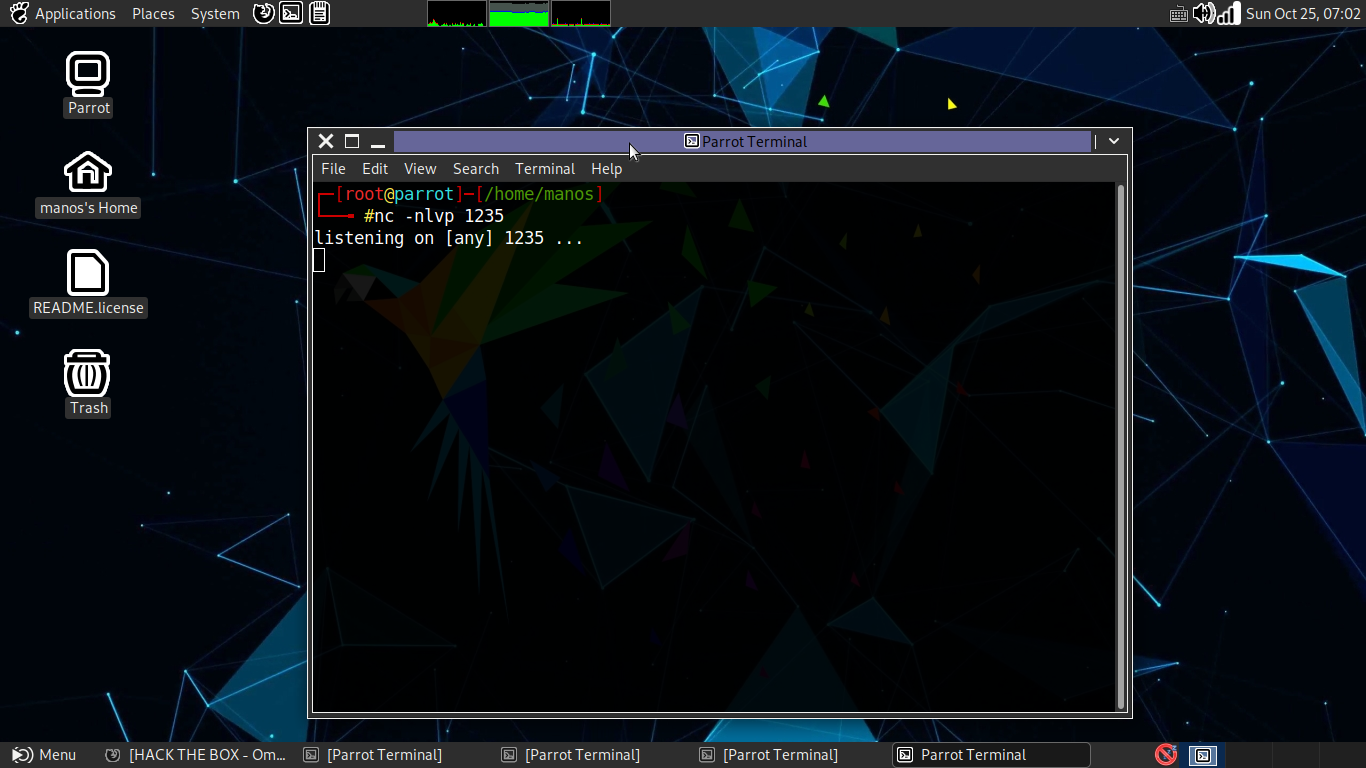 Applications Places System Sun Oct 25, 07:02
Parrot
manos's Home
README.license
Trash
Parrot Terminal
File Edit View Search Terminal Help
[root@parrot]─[/home/manos]
#nc -nlvp 1235
listening on [any] 1235 ...
Menu [HACK THE BOX - Om... [Parrot Terminal] [Parrot Terminal] [Parrot Terminal] Parrot Terminal